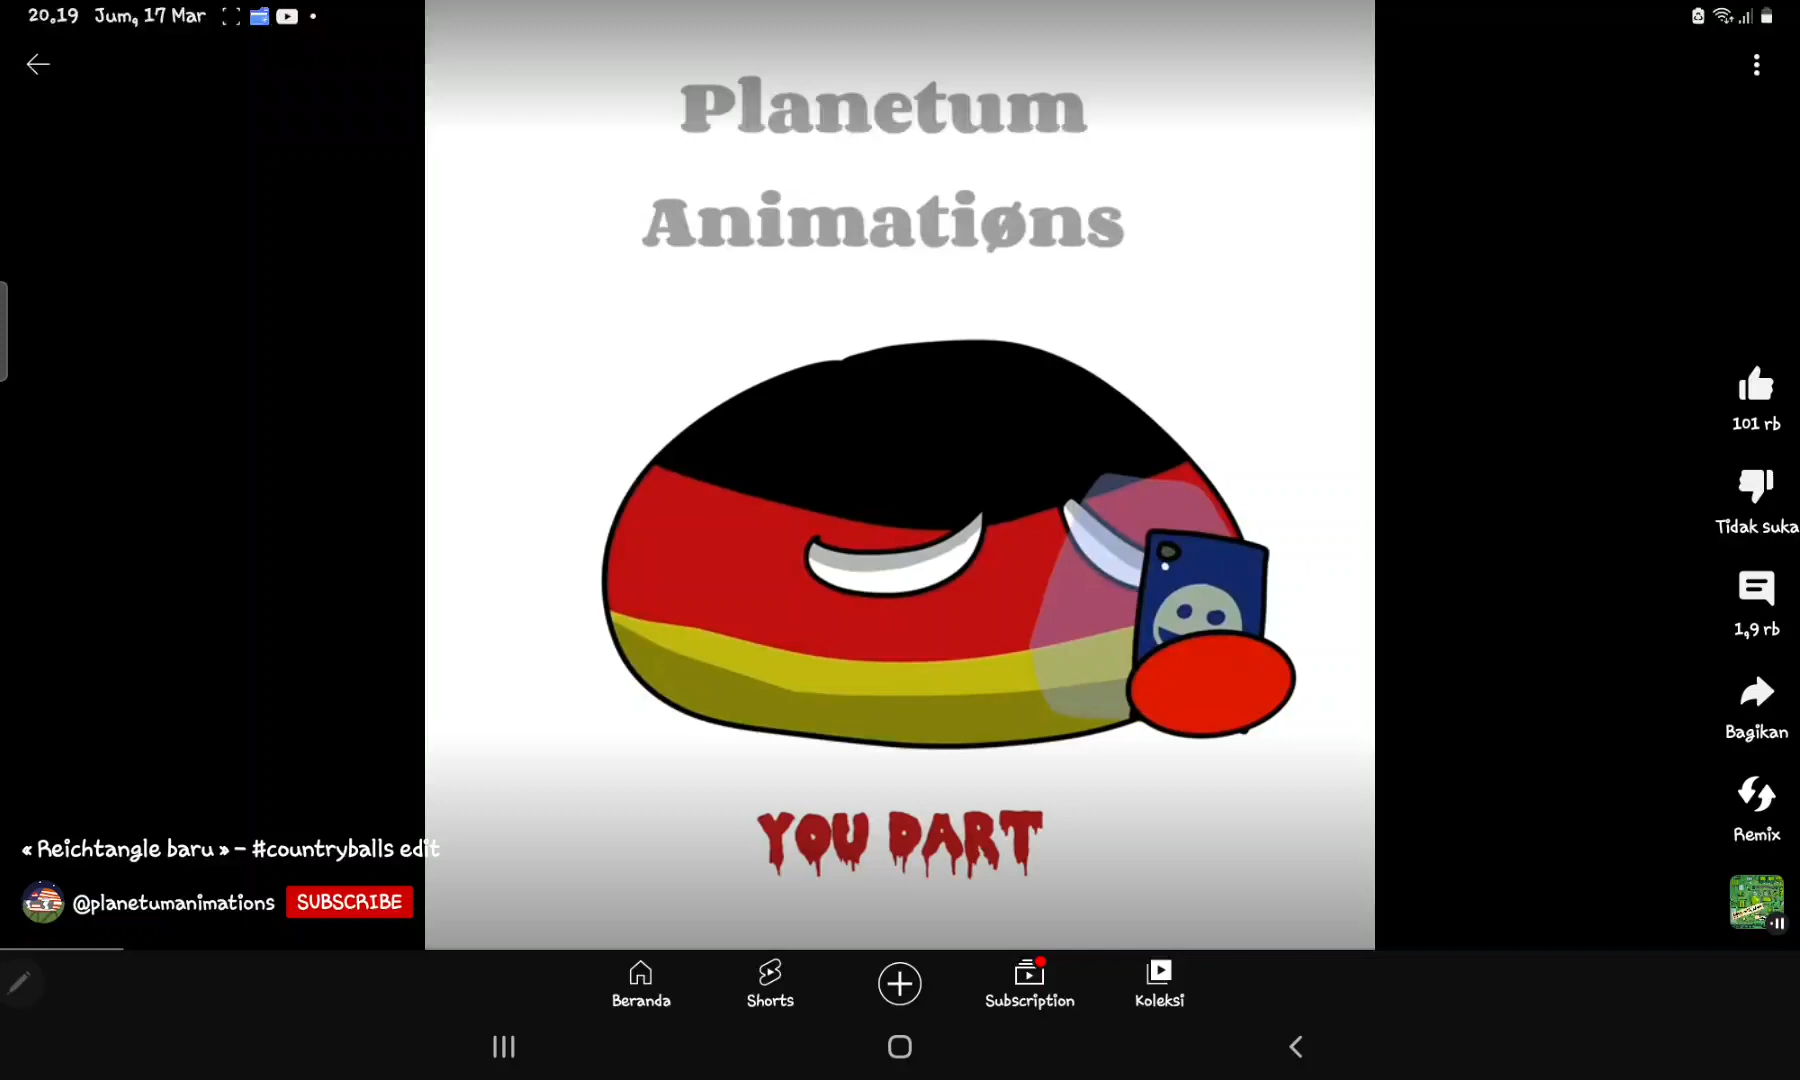 20.19 Jum, 17 Mar
Planetum
Animatiøns
101 rb
Tidak suka
1,9 rb
YOU DART
Bagikan
Remix
« Reichtangle baru » – #countryballs edit
@planetumanimations SUBSCRIBE
Beranda
Shorts
Subscription
Koleksi